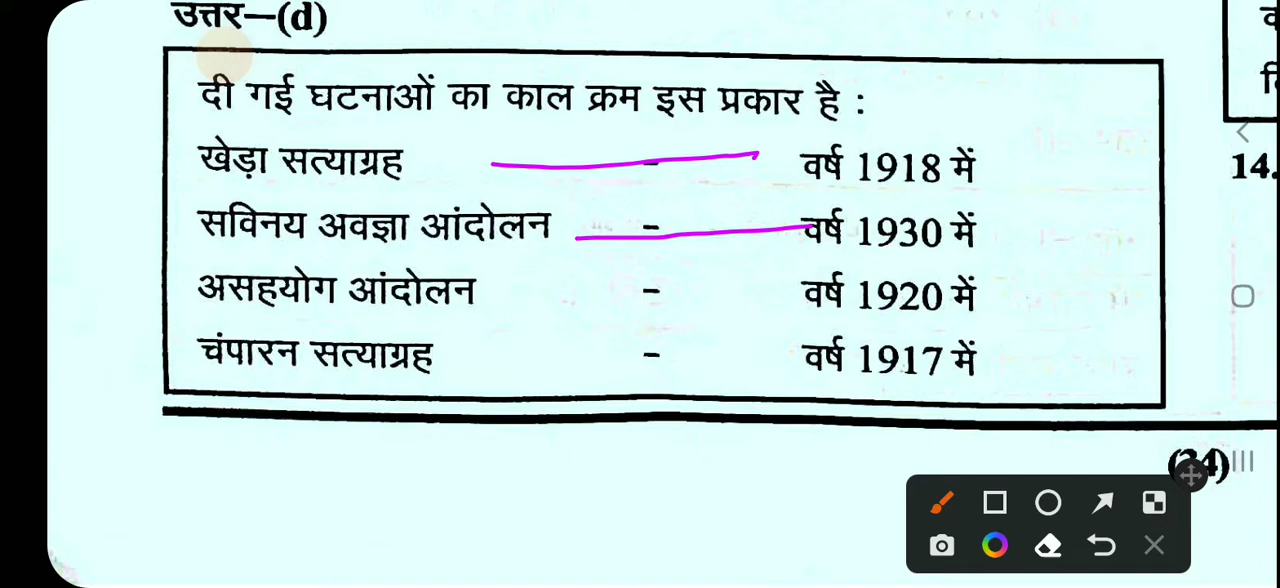 उत्तर–(d)
दी गई घटनाओं का काल क्रम इस प्रकार है :
खेड़ा सत्याग्रह - वर्ष 1918 में
सविनय अवज्ञा आंदोलन - वर्ष 1930 में
असहयोग आंदोलन - वर्ष 1920 में
चंपारन सत्याग्रह - वर्ष 1917 में
14.